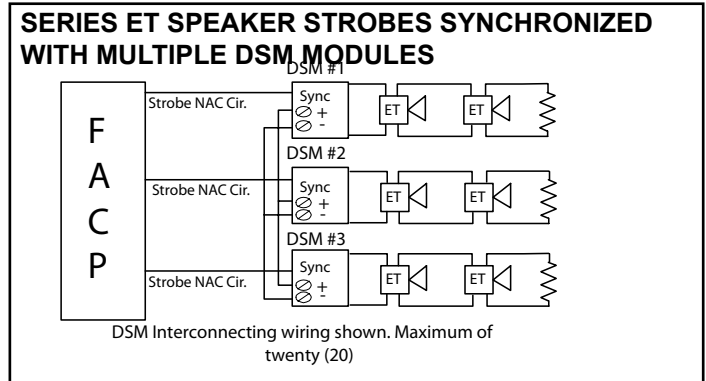 SERIES ET SPEAKER STROBES SYNCHRONIZED
WITH MULTIPLE DSM MODULES
DSM #1
Strobe NAC Cir.
Sync
+
-
ET
ET
F
A
C
P
DSM #2
Strobe NAC Cir.
Sync
+
-
ET
ET
DSM #3
Strobe NAC Cir.
Sync
+
-
ET
ET
DSM Interconnecting wiring shown. Maximum of
twenty (20)